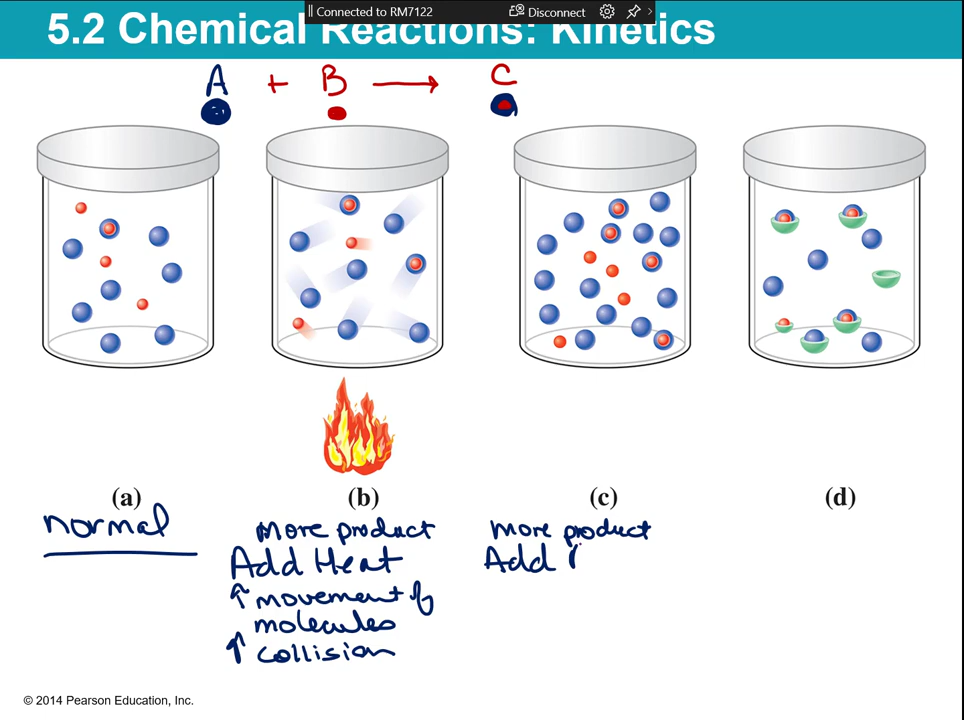 Connected to RM7122 Disconnect
5.2 Chemical Reactions: Kinetics
A + B → C
(a) (b) (c) (d)
normal
More product
Add Heat
↑ movement of
molecules
↑ collision
More product
Add
© 2014 Pearson Education, Inc.